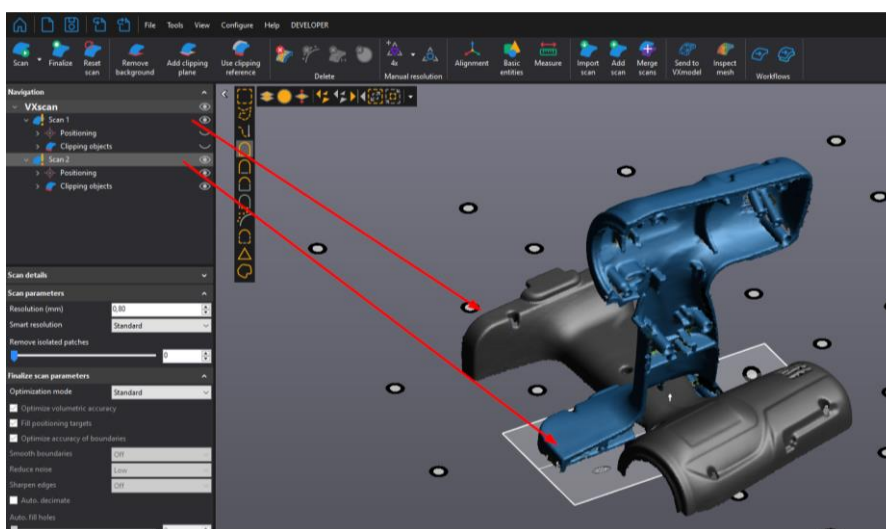 File Tools View Configure Help DEVELOPER
Scan Finalize Reset scan Remove background Add clipping plane Use clipping reference 4x Alignment Basic entities Measure Import scan Add scan Merge scans Send to VXmodel Inspect mesh
Delete Manual resolution Workflows
Navigation
VXscan
Scan 1
Positioning
Clipping objects
Scan 2
Positioning
Clipping objects
Scan details
Scan parameters
Resolution (mm) 0,80
Smart resolution Standard
Remove isolated patches
0
Finalize scan parameters
Optimization mode Standard
Optimize volumetric accuracy
Fill positioning targets
Optimize accuracy of boundaries
Smooth boundaries Off
Reduce noise Low
Sharpen edges Off
Auto. decimate
Auto. fill holes